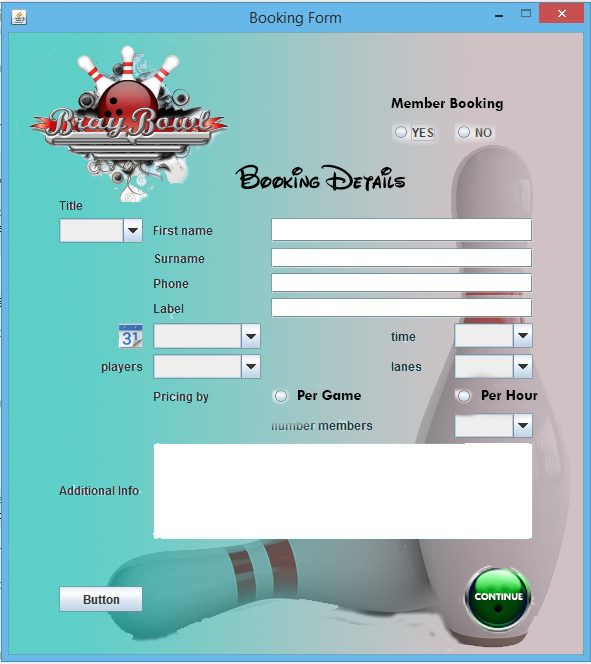 Booking Form
Member Booking
Bray Bowl
YES NO
Booking Details
Title
First name
Surname
Phone
Label
31 time
players lanes
Pricing by Per Game Per Hour
number members
Additional Info
Button CONTINUE